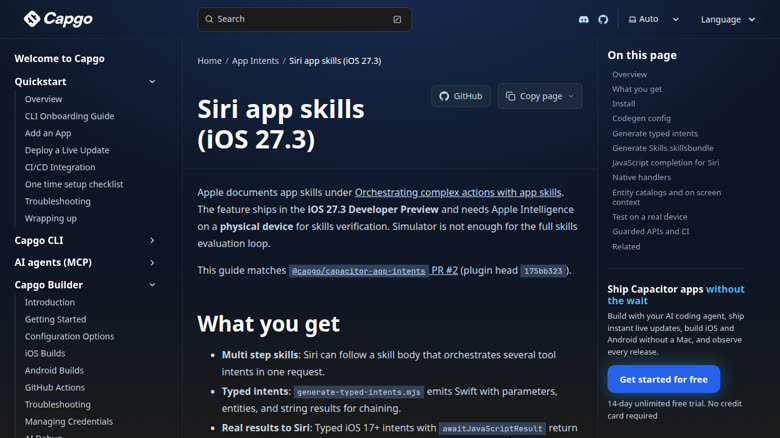 Capgo
Search
Auto
Language
Welcome to Capgo
Quickstart
Overview
CLI Onboarding Guide
Add an App
Deploy a Live Update
CI/CD Integration
One time setup checklist
Troubleshooting
Wrapping up
Capgo CLI
AI agents (MCP)
Capgo Builder
Introduction
Getting Started
Configuration Options
iOS Builds
Android Builds
GitHub Actions
Troubleshooting
Managing Credentials
AI Debug
Home / App Intents / Siri app skills (iOS 27.3)
Siri app skills
(iOS 27.3)
GitHub
Copy page
Apple documents app skills under Orchestrating complex actions with app skills.
The feature ships in the iOS 27.3 Developer Preview and needs Apple Intelligence
on a physical device for skills verification. Simulator is not enough for the full skills
evaluation loop.
This guide matches @capgo/capacitor-app-intents PR #2 (plugin head 175bb323).
What you get
• Multi step skills: Siri can follow a skill body that orchestrates several tool
intents in one request.
• Typed intents: generate-typed-intents.mjs emits Swift with parameters,
entities, and string results for chaining.
• Real results to Siri: Typed iOS 17+ intents with awaitJavaScriptResult return
On this page
Overview
What you get
Install
Codegen config
Generate typed intents
Generate Skills.skillsbundle
JavaScript completion for Siri
Native handlers
Entity catalogs and on screen
context
Test on a real device
Guarded APIs and CI
Related
Ship Capacitor apps without
the wait
Build with your AI coding agent, ship
instant live updates, build iOS and
Android without a Mac, and observe
every release.
Get started for free
14-day unlimited free trial. No credit
card required